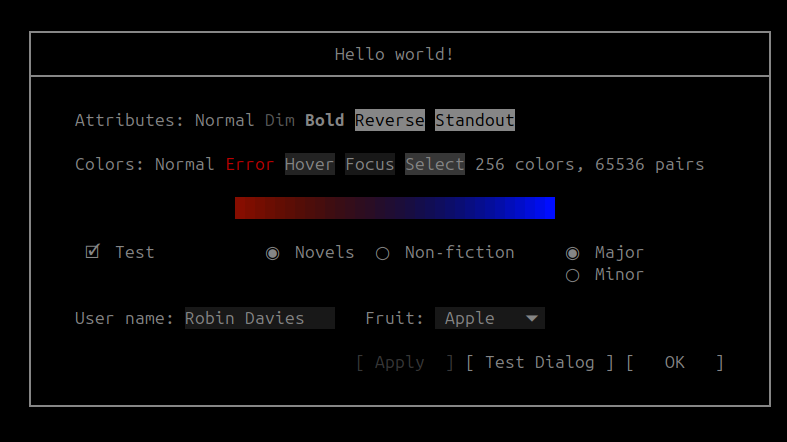 Hello world!
Attributes: Normal Dim Bold Reverse Standout
Colors: Normal Error Hover Focus Select 256 colors, 65536 pairs
Test Novels Non-fiction Major
Minor
User name: Robin Davies Fruit: Apple
[ Apply ] [ Test Dialog ] [ OK ]